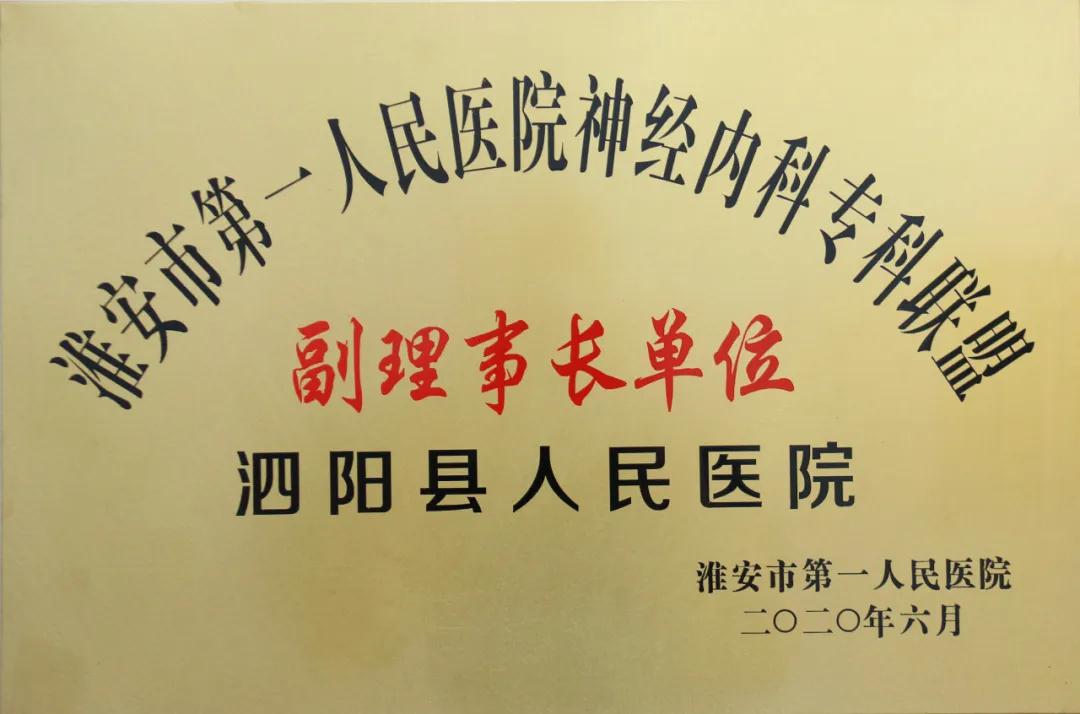 淮安市第一人民医院神经内科专科联盟
副理事长单位
泗阳县人民医院
淮安市第一人民医院
二〇二〇年六月